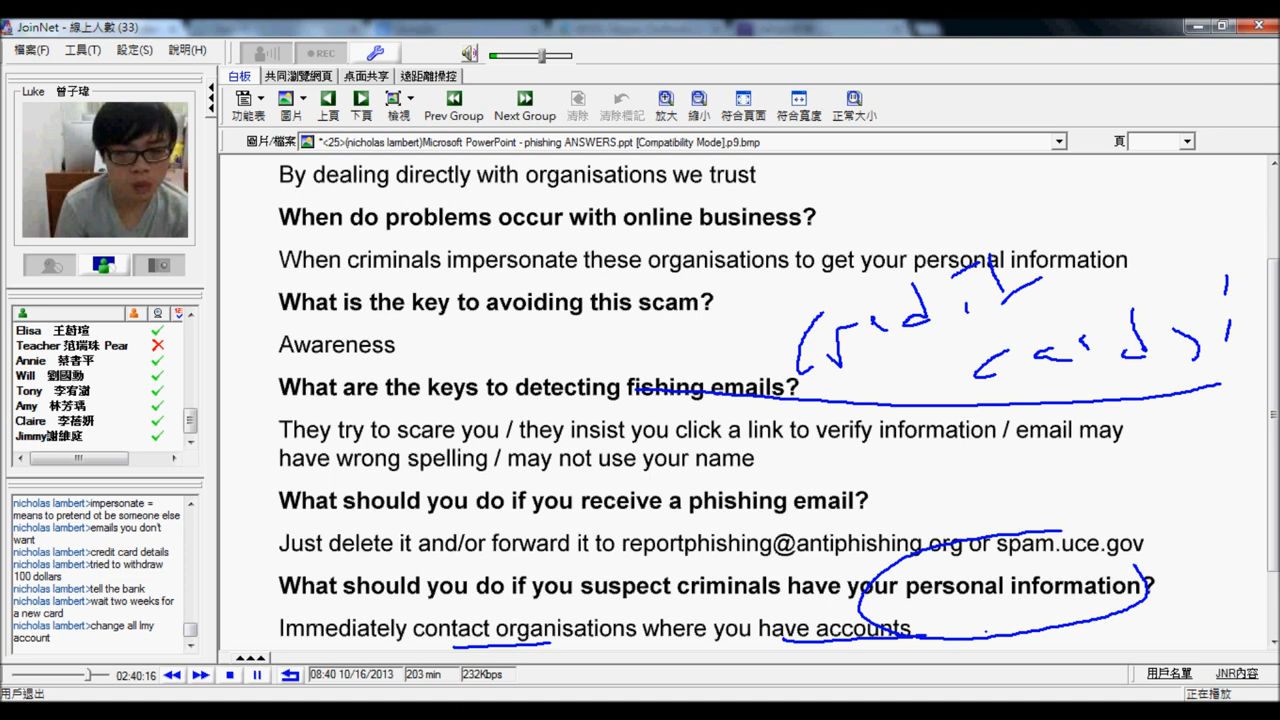 JoinNet - 線上人數 (33)
檔案(F) 工具(T) 設定(S) 說明(H)
REC
Luke 曾子瑋
白板 共同瀏覽網頁 桌面共享 遠距離操控
功能表 圖片 上頁 下頁 檢視 Prev Group Next Group 清除 清除標記 放大 縮小 符合頁面 符合寬度 正常大小
圖片/檔案 *<25>(nicholas lambert)Microsoft PowerPoint - phishing ANSWERS.ppt [Compatibility Mode].p9.bmp 頁
By dealing directly with organisations we trust
When do problems occur with online business?
When criminals impersonate these organisations to get your personal information
What is the key to avoiding this scam?
Awareness
What are the keys to detecting fishing emails?
They try to scare you / they insist you click a link to verify information / email may
have wrong spelling / may not use your name
What should you do if you receive a phishing email?
Just delete it and/or forward it to reportphishing@antiphishing.org or spam.uce.gov
What should you do if you suspect criminals have your personal information?
Immediately contact organisations where you have accounts
credit
card
Elisa 王蒔瑄
Teacher 范瑞珠 Pear
Annie 蔡書平
Will 劉國勳
Tony 李宥澍
Amy 林芳瑀
Claire 李蓓妍
Jimmy謝雒庭
nicholas lambert>impersonate =
means to pretend ot be someone else
nicholas lambert>emails you don't
want
nicholas lambert>credit card details
nicholas lambert>tried to withdraw
100 dollars
nicholas lambert>tell the bank
nicholas lambert>wait two weeks for
a new card
nicholas lambert>change all lmy
account
02:40:16 08:40 10/16/2013 203 min 232Kbps 用戶名單 JNR內容
用戶退出 正在播放